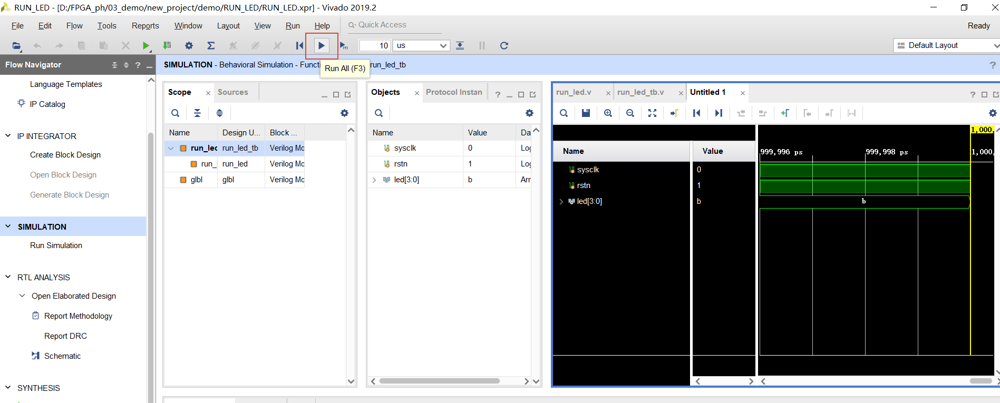 RUN_LED - [D:/FPGA_ph/03_demo/new_project/demo/RUN_LED/RUN_LED.xpr] - Vivado 2019.2
File Edit Flow Tools Reports Window Layout View Run Help Quick Access Ready
10 us Default Layout
Flow Navigator
SIMULATION - Behavioral Simulation - Functi run_led_tb
Run All (F3)
Language Templates
IP Catalog
IP INTEGRATOR
Create Block Design
Open Block Design
Generate Block Design
SIMULATION
Run Simulation
RTL ANALYSIS
Open Elaborated Design
Report Methodology
Report DRC
Schematic
SYNTHESIS
Scope Sources
Name Design U... Block ...
run_led run_led_tb Verilog Mo
run_ run_led Verilog Mo
glbl glbl Verilog Mo
Objects Protocol Instan
Name Value Da
sysclk 0 Log
rstn 1 Log
led[3:0] b Arr
run_led.v run_led_tb.v Untitled 1
1,000,
Name Value 999,996 ps 999,998 ps 1,000,
sysclk 0
rstn 1
led[3:0] b b